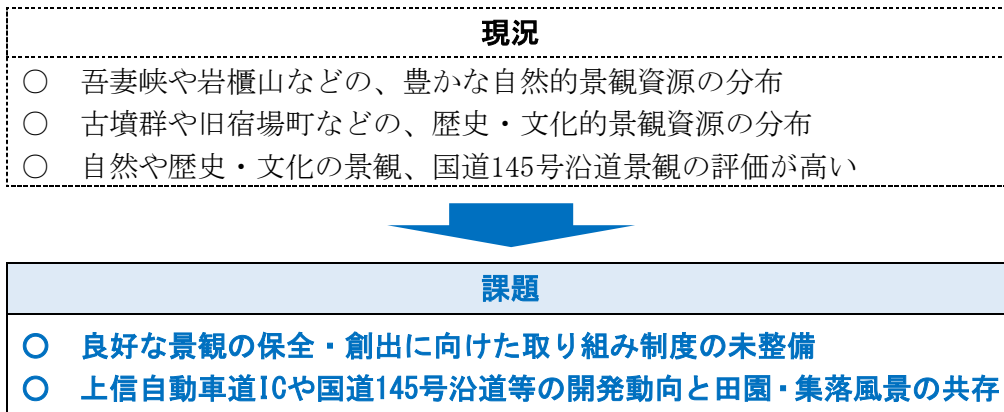 現況
○ 吾妻峡や岩櫃山などの、豊かな自然的景観資源の分布
○ 古墳群や旧宿場町などの、歴史・文化的景観資源の分布
○ 自然や歴史・文化の景観、国道145号沿道景観の評価が高い
課題
○ 良好な景観の保全・創出に向けた取り組み制度の未整備
○ 上信自動車道ICや国道145号沿道等の開発動向と田園・集落風景の共存